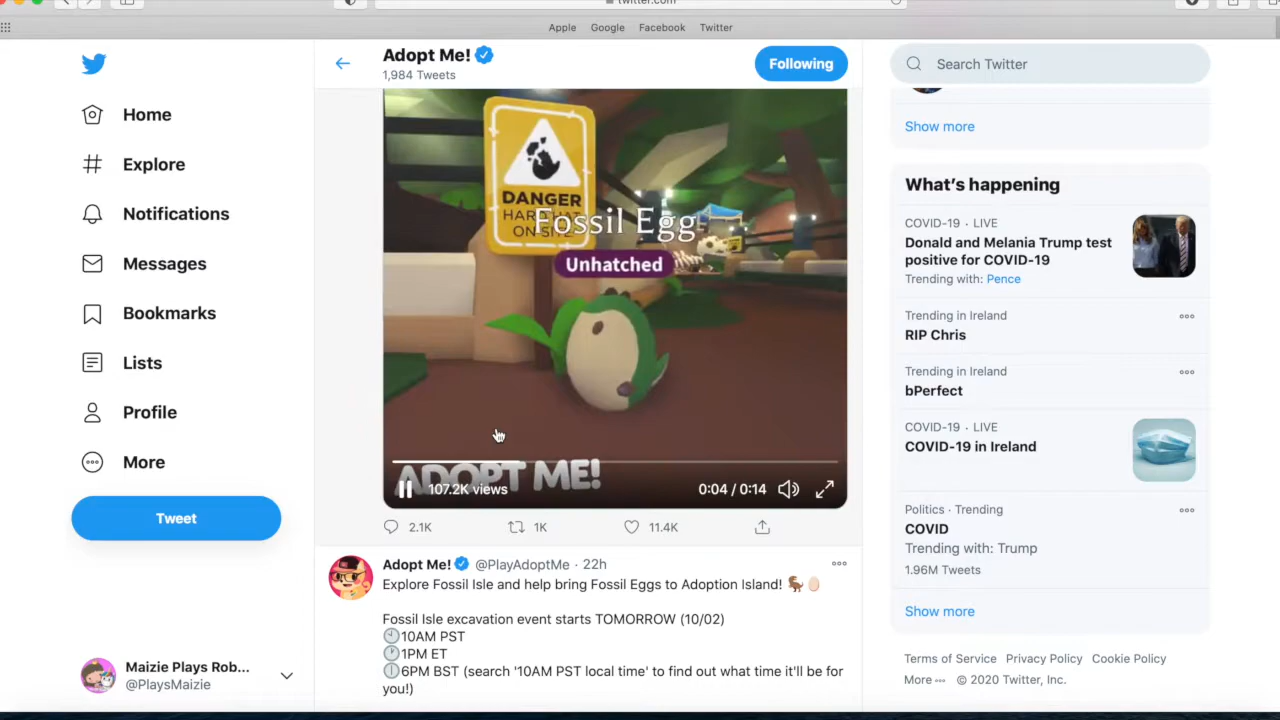 twitter.com
Apple Google Facebook Twitter
Home
Explore
Notifications
Messages
Bookmarks
Lists
Profile
More
Tweet
Maizie Plays Rob...
@PlaysMaizie
Adopt Me!
1,984 Tweets
Following
DANGER
HARD HAT
ON SITE
Fossil Egg
Unhatched
ADOPT ME!
107.2K views
0:04 / 0:14
2.1K 1K 11.4K
Adopt Me! @PlayAdoptMe · 22h
Explore Fossil Isle and help bring Fossil Eggs to Adoption Island! 🦖🥚
Fossil Isle excavation event starts TOMORROW (10/02)
🕙10AM PST
🕐1PM ET
🕕6PM BST (search '10AM PST local time' to find out what time it'll be for
you!)
Search Twitter
Show more
What's happening
COVID-19 · LIVE
Donald and Melania Trump test
positive for COVID-19
Trending with: Pence
Trending in Ireland
RIP Chris
Trending in Ireland
bPerfect
COVID-19 · LIVE
COVID-19 in Ireland
Politics · Trending
COVID
Trending with: Trump
1.96M Tweets
Show more
Terms of Service Privacy Policy Cookie Policy
More © 2020 Twitter, Inc.